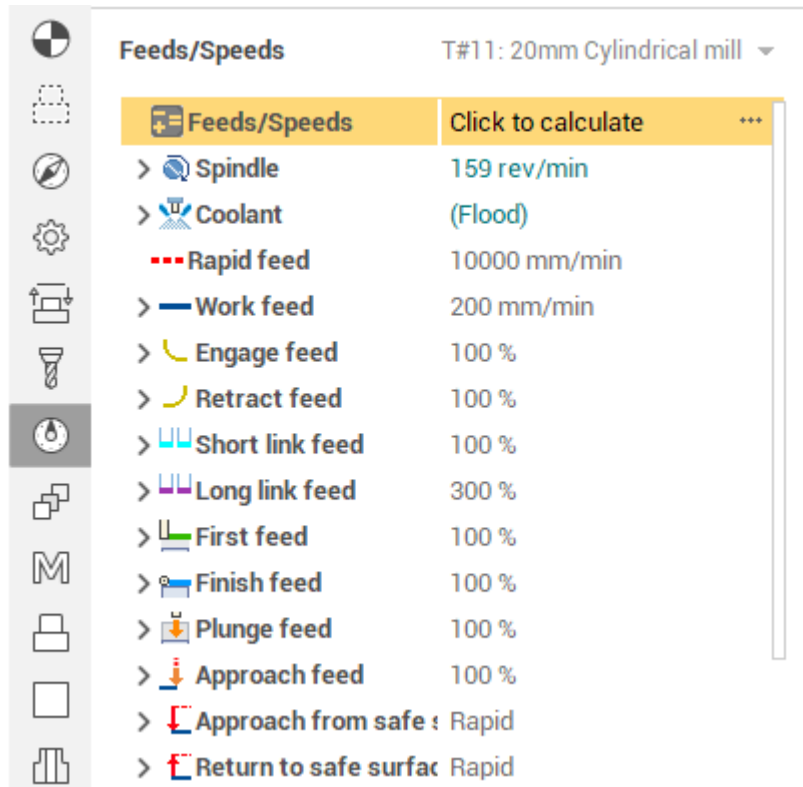 Feeds/Speeds T#11: 20mm Cylindrical mill
Feeds/Speeds Click to calculate ...
Spindle 159 rev/min
Coolant (Flood)
Rapid feed 10000 mm/min
Work feed 200 mm/min
Engage feed 100 %
Retract feed 100 %
Short link feed 100 %
Long link feed 300 %
First feed 100 %
Finish feed 100 %
Plunge feed 100 %
Approach feed 100 %
Approach from safe s Rapid
Return to safe surfac Rapid